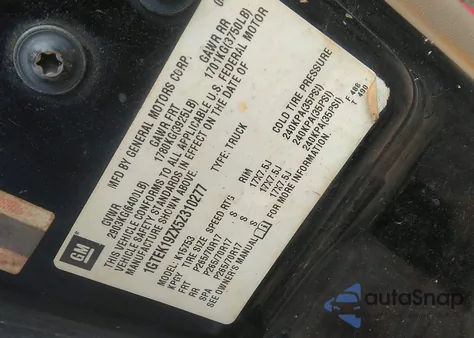 MFD BY GENERAL MOTORS CORP.
GVWR GAWR FRT GAWR RR
2903KG(6400LB) 1780KG(3925LB) 1701KG(3750LB)
THIS VEHICLE CONFORMS TO ALL APPLICABLE U.S. FEDERAL MOTOR
VEHICLE SAFETY STANDARDS IN EFFECT ON THE DATE OF
MANUFACTURE SHOWN ABOVE.
1GTEK19ZX5Z310277 TYPE: TRUCK
GM
MODEL: K15753
KPDY TIRE SIZE SPEED RTG RIM COLD TIRE PRESSURE
FRT P265/70R17 S 17X7.5J 240KPA(35PSI)
RR P265/70R17 S 17X7.5J 240KPA(35PSI)
SPA P265/70R17 S 17X7.5J 240KPA(35PSI)
SEE OWNER'S MANUAL FOR MORE INFORMATION.
autoSnap